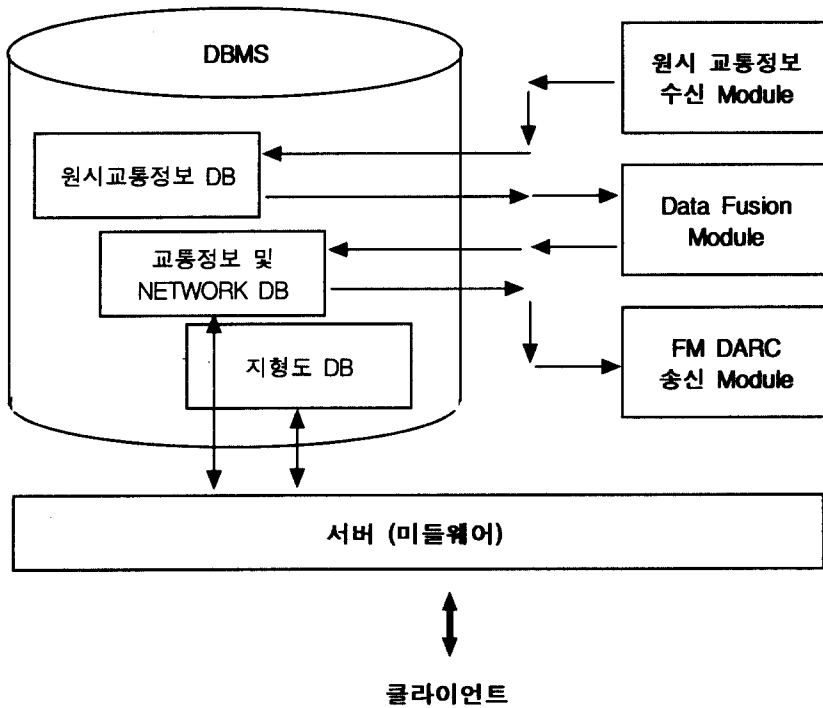 DBMS
원시 교통정보
수신 Module
원시교통정보 DB
Data Fusion
Module
교통정보 및
NETWORK DB
지형도 DB
FM DARC
송신 Module
서버 (미들웨어)
클라이언트